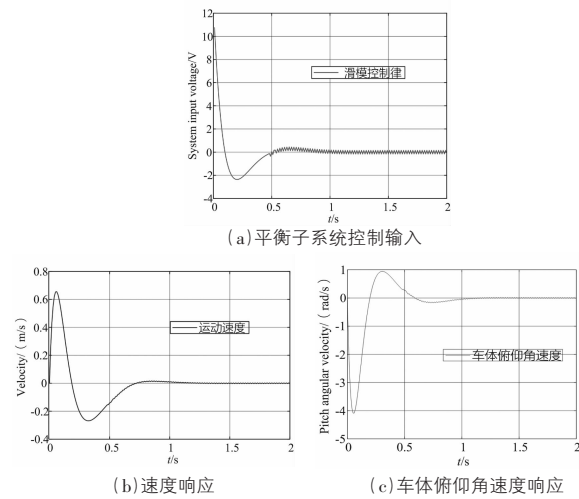 12
10
8
6
4
2
0
-2
-4
System input voltage/V
滑模控制律
0 0.5 1 1.5 2
t/s
(a)平衡子系统控制输入
0.8
0.6
0.4
0.2
0
-0.2
-0.4
Velocity/（m/s）
运动速度
0 0.5 1 1.5 2
t/s
(b)速度响应
1
0
-1
-2
-3
-4
-5
Pitch angular velocity/（rad/s）
车体俯仰角速度
0 0.5 1 1.5 2
t/s
(c)车体俯仰角速度响应